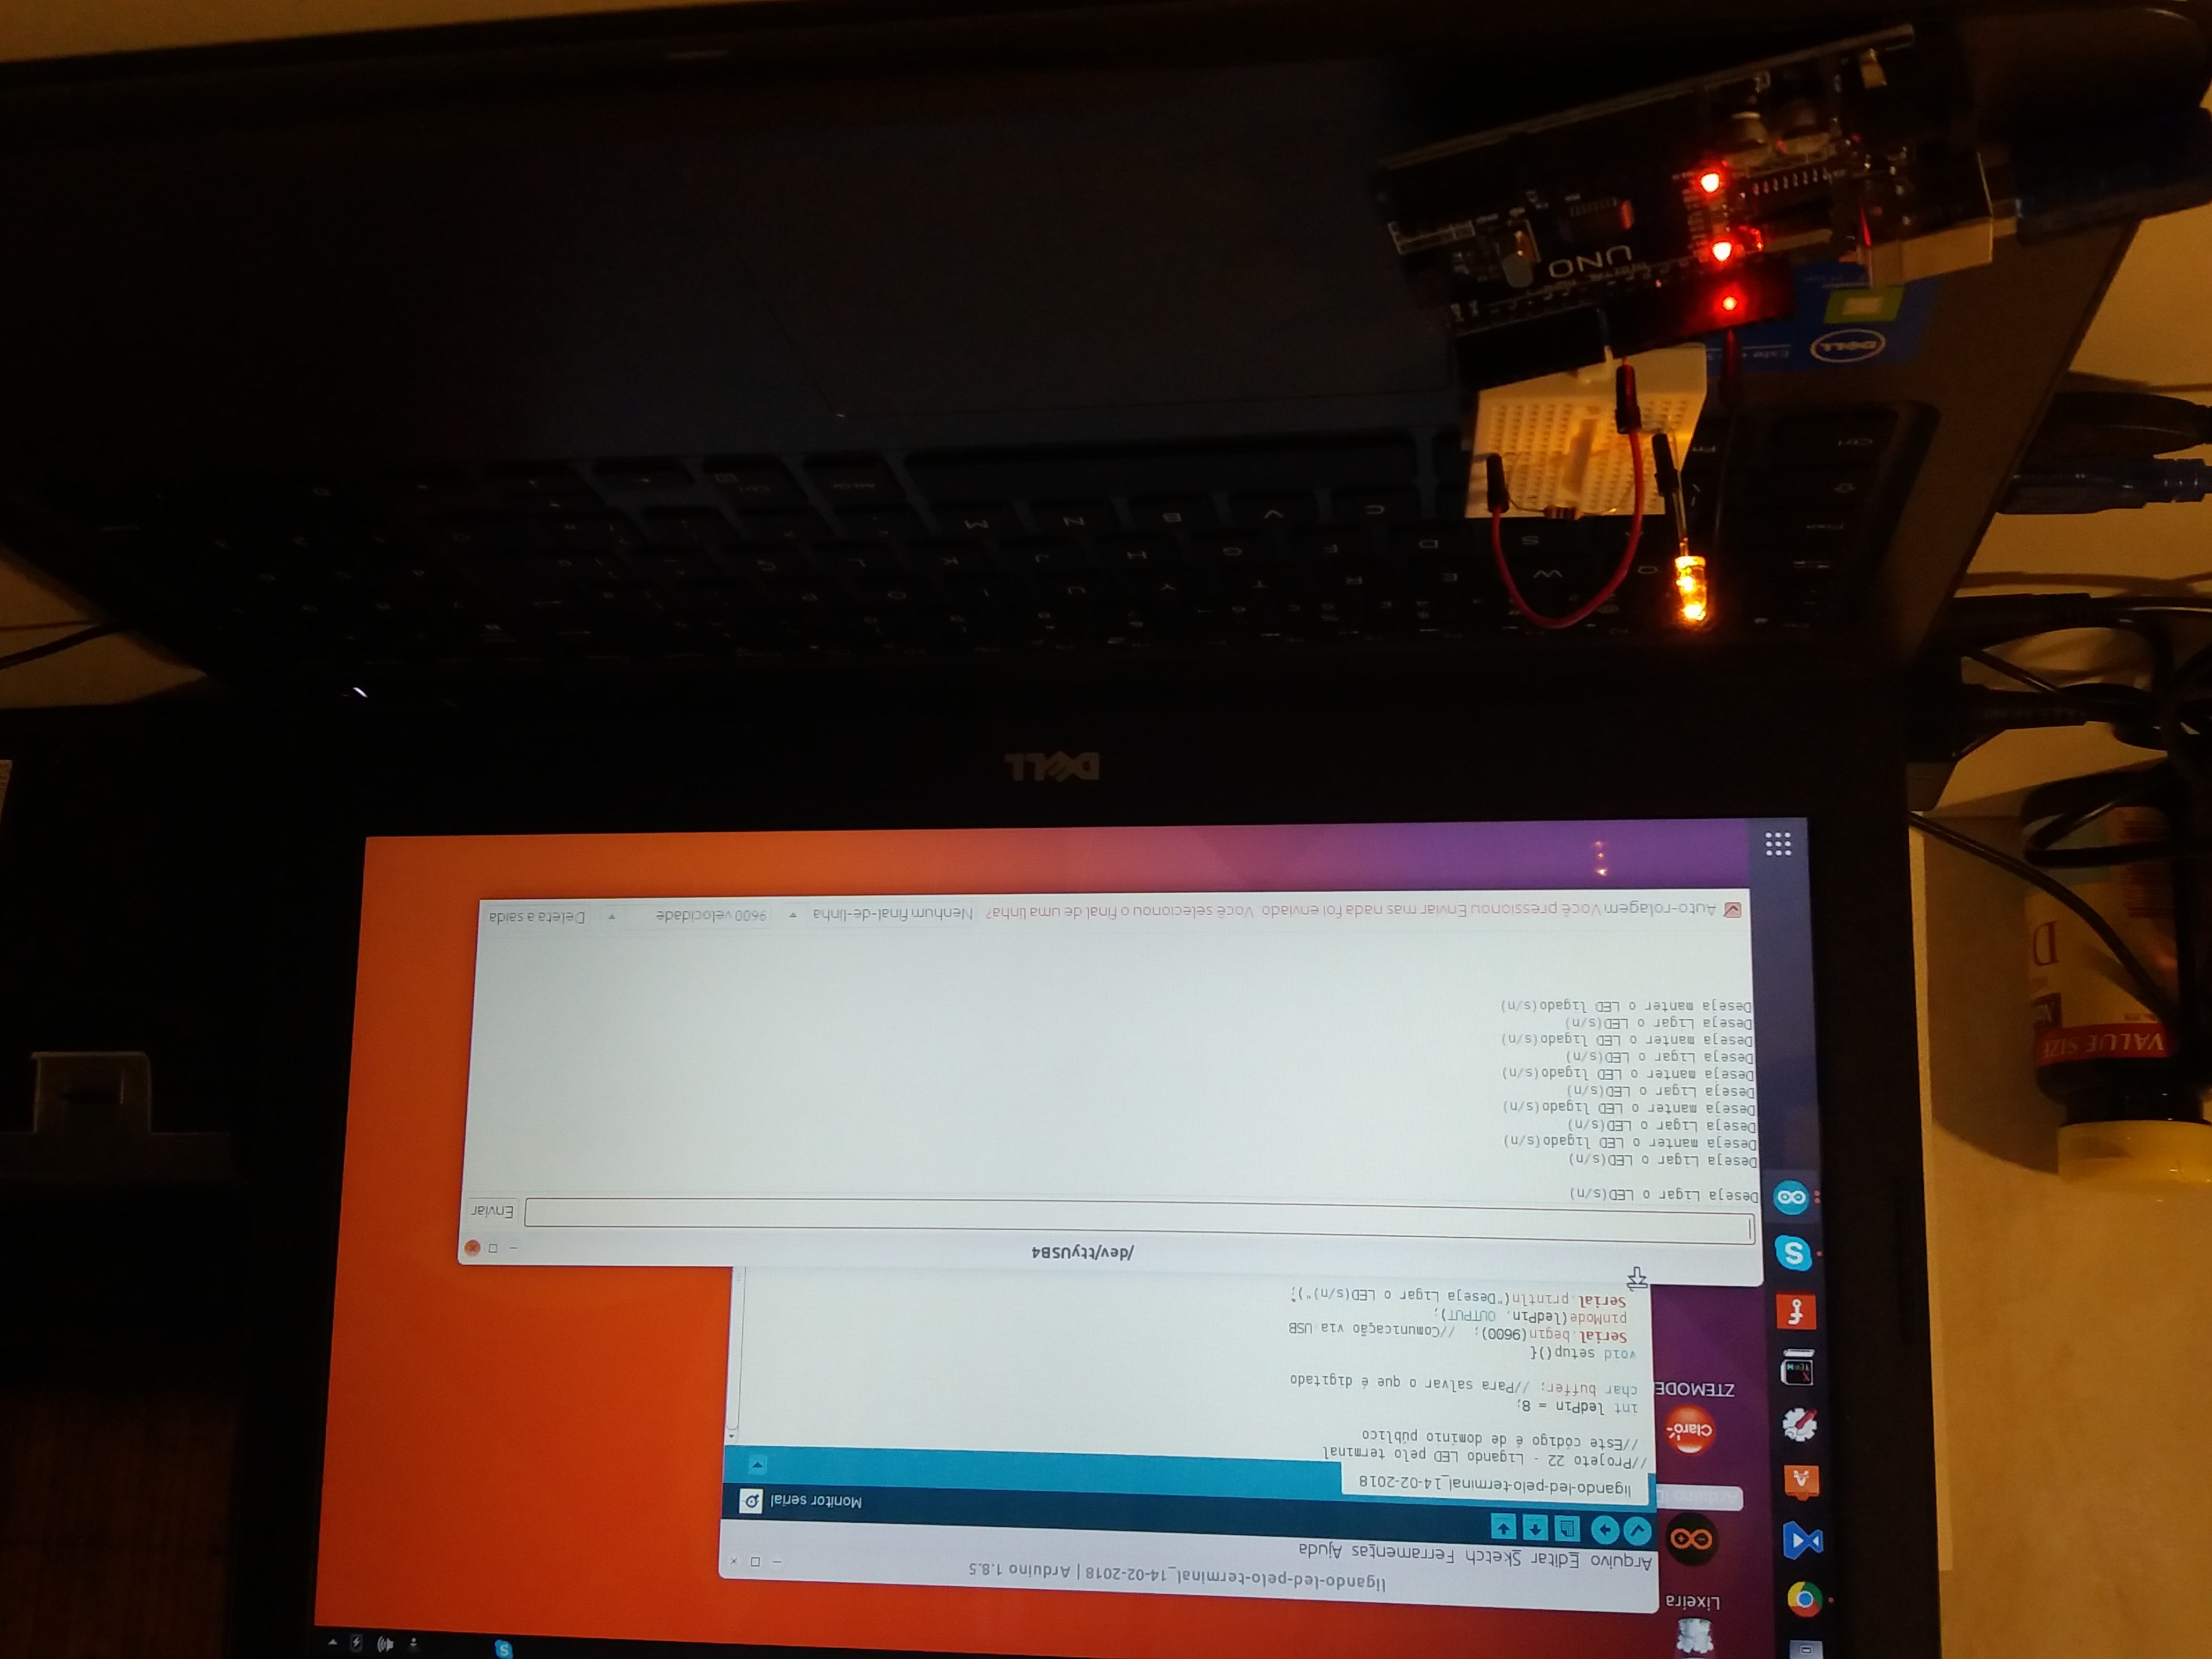 Lixeira
ligando-led-pelo-terminal_14-02-2018 | Arduino 1.8.5
Arquivo Editar Sketch Ferramentas Ajuda
Monitor serial
ligando-led-pelo-terminal_14-02-2018
//Projeto 22 - Ligando LED pelo terminal
//Este código é de domínio público
int ledPin = 8;
char buffer; //Para salvar o que é digitado
void setup(){
Serial.begin(9600); //Comunicação via USB
pinMode(ledPin, OUTPUT);
Serial.println("Deseja Ligar o LED(s/n)");
Claro
ZTEMODE
TERM
/dev/ttyUSB4
Enviar
Deseja Ligar o LED(s/n)
Deseja Ligar o LED(s/n)
Deseja manter o LED ligado(s/n)
Deseja Ligar o LED(s/n)
Deseja manter o LED ligado(s/n)
Deseja Ligar o LED(s/n)
Deseja manter o LED ligado(s/n)
Deseja Ligar o LED(s/n)
Deseja manter o LED ligado(s/n)
Deseja Ligar o LED(s/n)
Deseja manter o LED ligado(s/n)
Auto-rolagem Você pressionou Enviar mas nada foi enviado. Você selecionou o final de uma linha? Nenhum final-de-linha 9600 velocidade Deleta a saida
VALUE SIZE
DELL
Q W E R T Y U I O P
S D F G H J K L Ç
C V B N M
Ctrl Fn
DELL
UNO